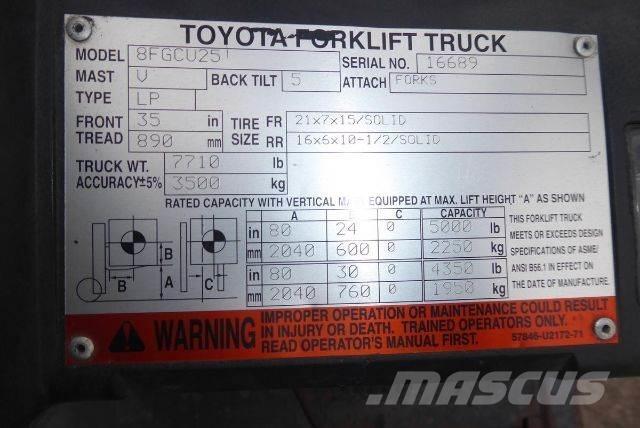 TOYOTA FORKLIFT TRUCK
MODEL 8FGCU25 SERIAL NO. 16689
MAST V BACK TILT 5 ATTACH FORKS
TYPE LP
FRONT 35 in TIRE FR 21x7x15/SOLID
TREAD 890 mm SIZE RR 16x6x10-1/2/SOLID
TRUCK WT. 7710 lb
ACCURACY±5% 3500 kg
RATED CAPACITY WITH VERTICAL MAST EQUIPPED AT MAX. LIFT HEIGHT "A" AS SHOWN
A B C CAPACITY
in 80 24 0 5000 lb
mm 2040 600 0 2250 kg
in 80 30 0 4350 lb
mm 2040 760 0 1950 kg
B B A C
THIS FORKLIFT TRUCK
MEETS OR EXCEEDS DESIGN
SPECIFICATIONS OF ASME/
ANSI B56.1 IN EFFECT ON
THE DATE OF MANUFACTURE.
WARNING
IMPROPER OPERATION OR MAINTENANCE COULD RESULT
IN INJURY OR DEATH. TRAINED OPERATORS ONLY.
READ OPERATOR'S MANUAL FIRST.
57846-U2172-71
MASCUS